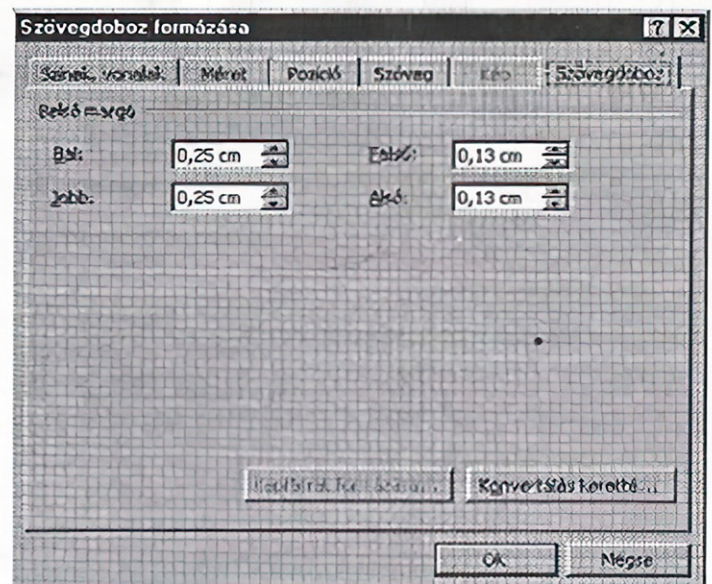 Szövegdoboz formázása
Színek, vonalak Méret Pozíció Szöveg Kép Szövegdoboz
Belső margó
Bal: 0,25 cm Felső: 0,13 cm
Jobb: 0,25 cm Alsó: 0,13 cm
Konvertálás keretté...
OK Mégse